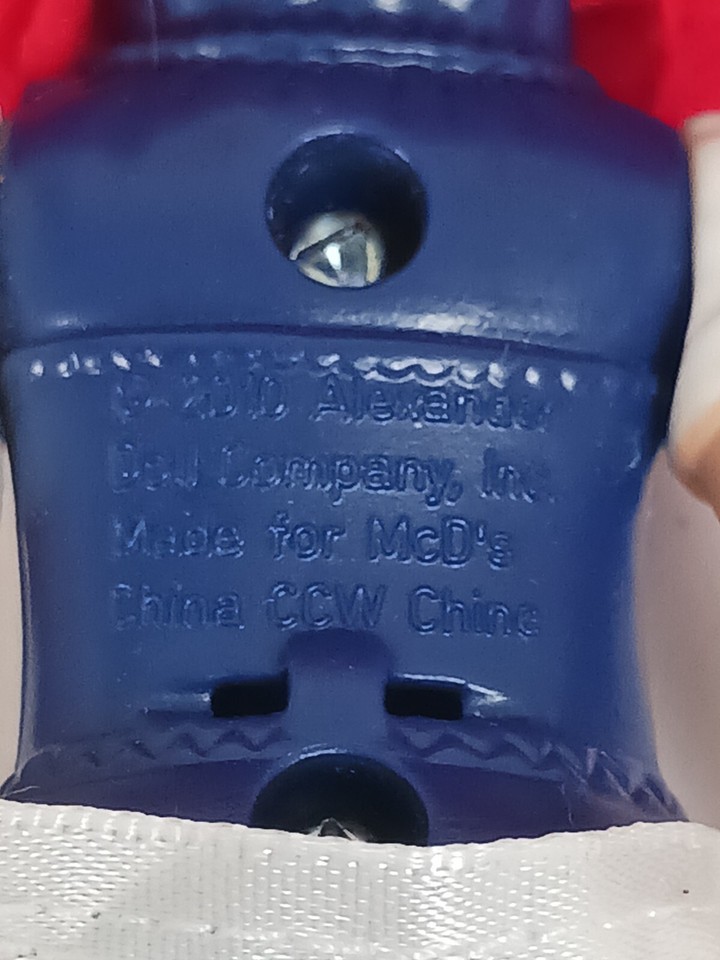 © 2010 Alexander
Doll Company, Inc.
Made for McD's
China CCW China